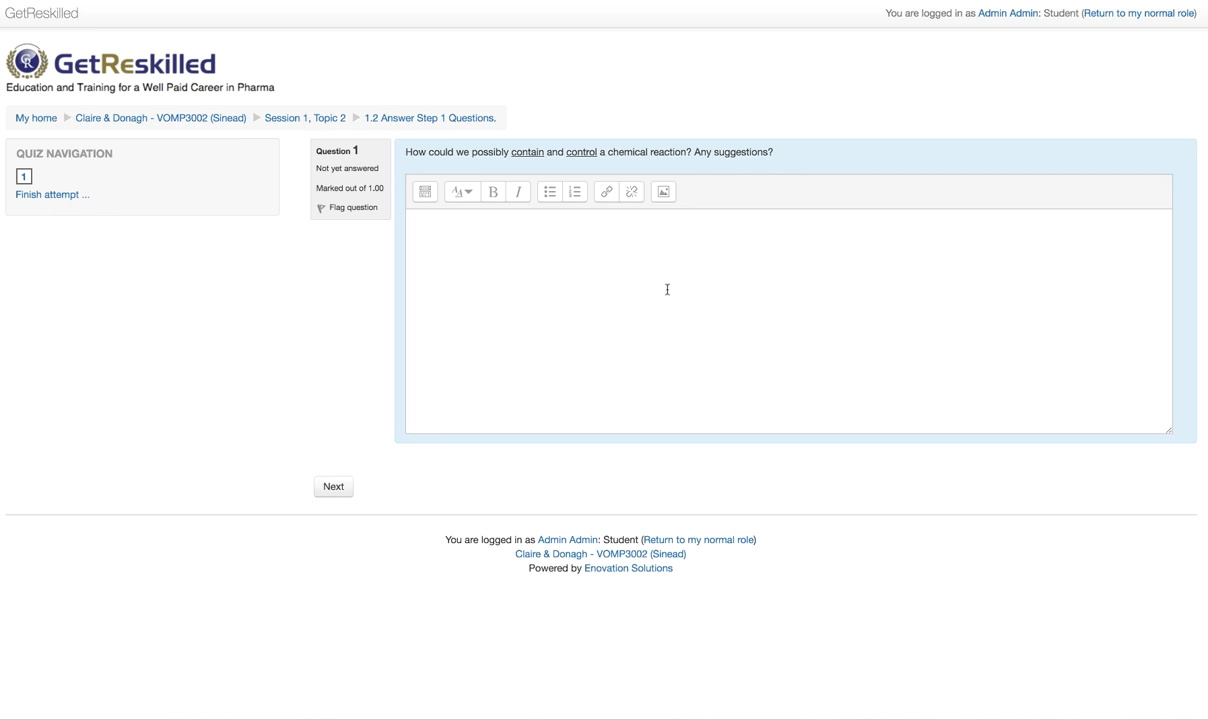 GetReskilled
You are logged in as Admin Admin: Student (Return to my normal role)
GetReskilled
Education and Training for a Well Paid Career in Pharma
My home Claire & Donagh - VOMP3002 (Sinead) Session 1, Topic 2 1.2 Answer Step 1 Questions.
QUIZ NAVIGATION
1
Finish attempt ...
Question 1
Not yet answered
Marked out of 1.00
Flag question
How could we possibly contain and control a chemical reaction? Any suggestions?
B I
Next
You are logged in as Admin Admin: Student (Return to my normal role)
Claire & Donagh - VOMP3002 (Sinead)
Powered by Enovation Solutions